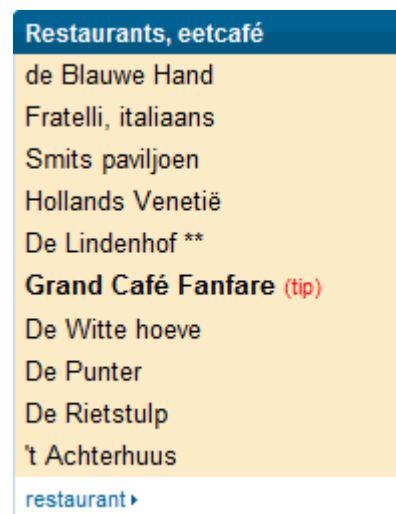 Restaurants, eetcafé
de Blauwe Hand
Fratelli, italiaans
Smits paviljoen
Hollands Venetië
De Lindenhof **
Grand Café Fanfare (tip)
De Witte hoeve
De Punter
De Rietstulp
't Achterhuus
restaurant